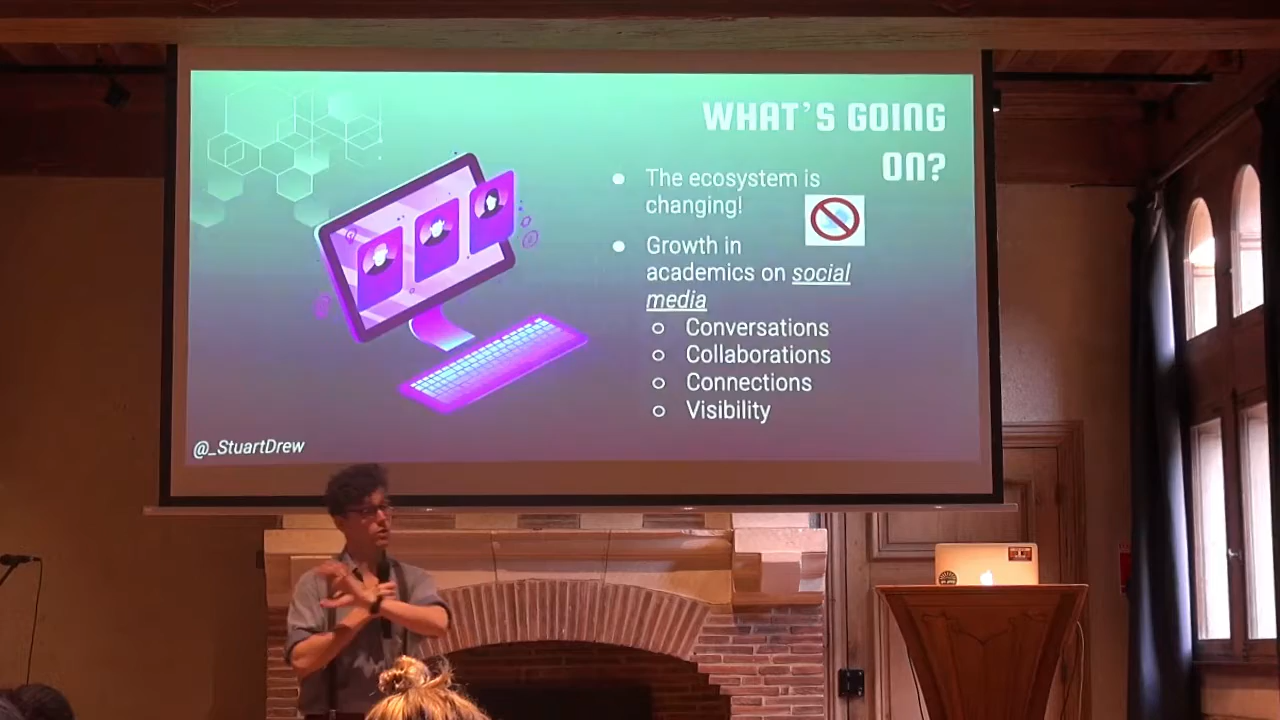 WHAT'S GOING
ON?
● The ecosystem is
changing!
● Growth in
academics on social
media
○ Conversations
○ Collaborations
○ Connections
○ Visibility
@_StuartDrew